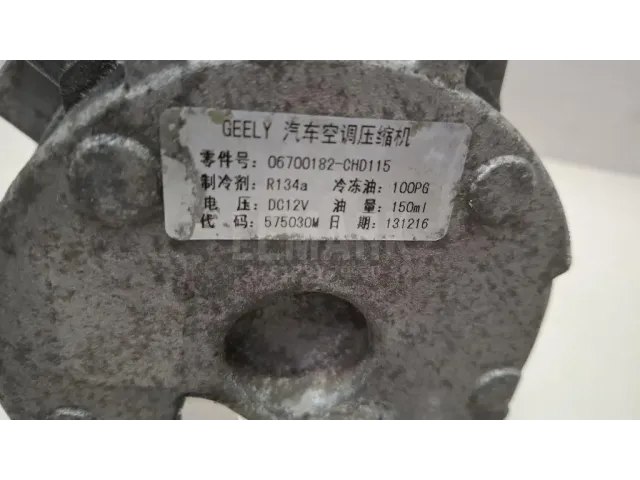 GEELY 汽车空调压缩机
零件号: 06700182-CHD115
制冷剂: R134a 冷冻油: 100PG
电 压: DC12V 油 量: 150ml
代 码: 575030M 日 期: 131216